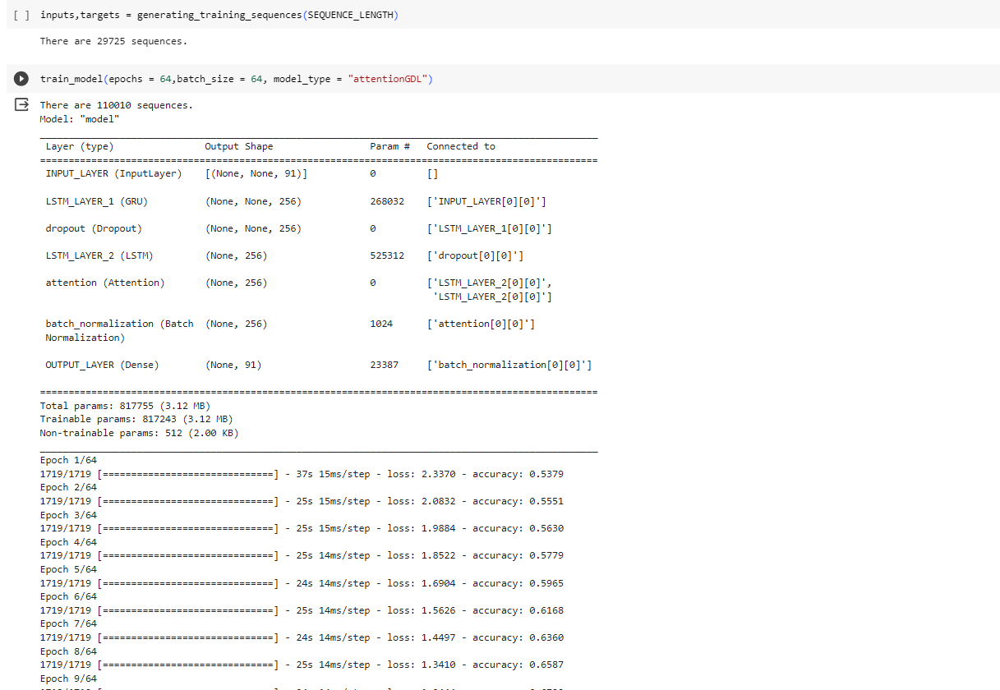 [ ] inputs,targets = generating_training_sequences(SEQUENCE_LENGTH)
There are 29725 sequences.
train_model(epochs = 64,batch_size = 64, model_type = "attentionGDL")
There are 110010 sequences.
Model: "model"
Layer (type) Output Shape Param # Connected to
==================================================================================================
INPUT_LAYER (InputLayer) [(None, None, 91)] 0 []
LSTM_LAYER_1 (GRU) (None, None, 256) 268032 ['INPUT_LAYER[0][0]']
dropout (Dropout) (None, None, 256) 0 ['LSTM_LAYER_1[0][0]']
LSTM_LAYER_2 (LSTM) (None, 256) 525312 ['dropout[0][0]']
attention (Attention) (None, 256) 0 ['LSTM_LAYER_2[0][0]',
'LSTM_LAYER_2[0][0]']
batch_normalization (Batch (None, 256) 1024 ['attention[0][0]']
Normalization)
OUTPUT_LAYER (Dense) (None, 91) 23387 ['batch_normalization[0][0]']
==================================================================================================
Total params: 817755 (3.12 MB)
Trainable params: 817243 (3.12 MB)
Non-trainable params: 512 (2.00 KB)
Epoch 1/64
1719/1719 [==============================] - 37s 15ms/step - loss: 2.3370 - accuracy: 0.5379
Epoch 2/64
1719/1719 [==============================] - 25s 15ms/step - loss: 2.0832 - accuracy: 0.5551
Epoch 3/64
1719/1719 [==============================] - 25s 15ms/step - loss: 1.9884 - accuracy: 0.5630
Epoch 4/64
1719/1719 [==============================] - 25s 14ms/step - loss: 1.8522 - accuracy: 0.5779
Epoch 5/64
1719/1719 [==============================] - 24s 14ms/step - loss: 1.6904 - accuracy: 0.5965
Epoch 6/64
1719/1719 [==============================] - 25s 14ms/step - loss: 1.5626 - accuracy: 0.6168
Epoch 7/64
1719/1719 [==============================] - 24s 14ms/step - loss: 1.4497 - accuracy: 0.6360
Epoch 8/64
1719/1719 [==============================] - 25s 14ms/step - loss: 1.3410 - accuracy: 0.6587
Epoch 9/64